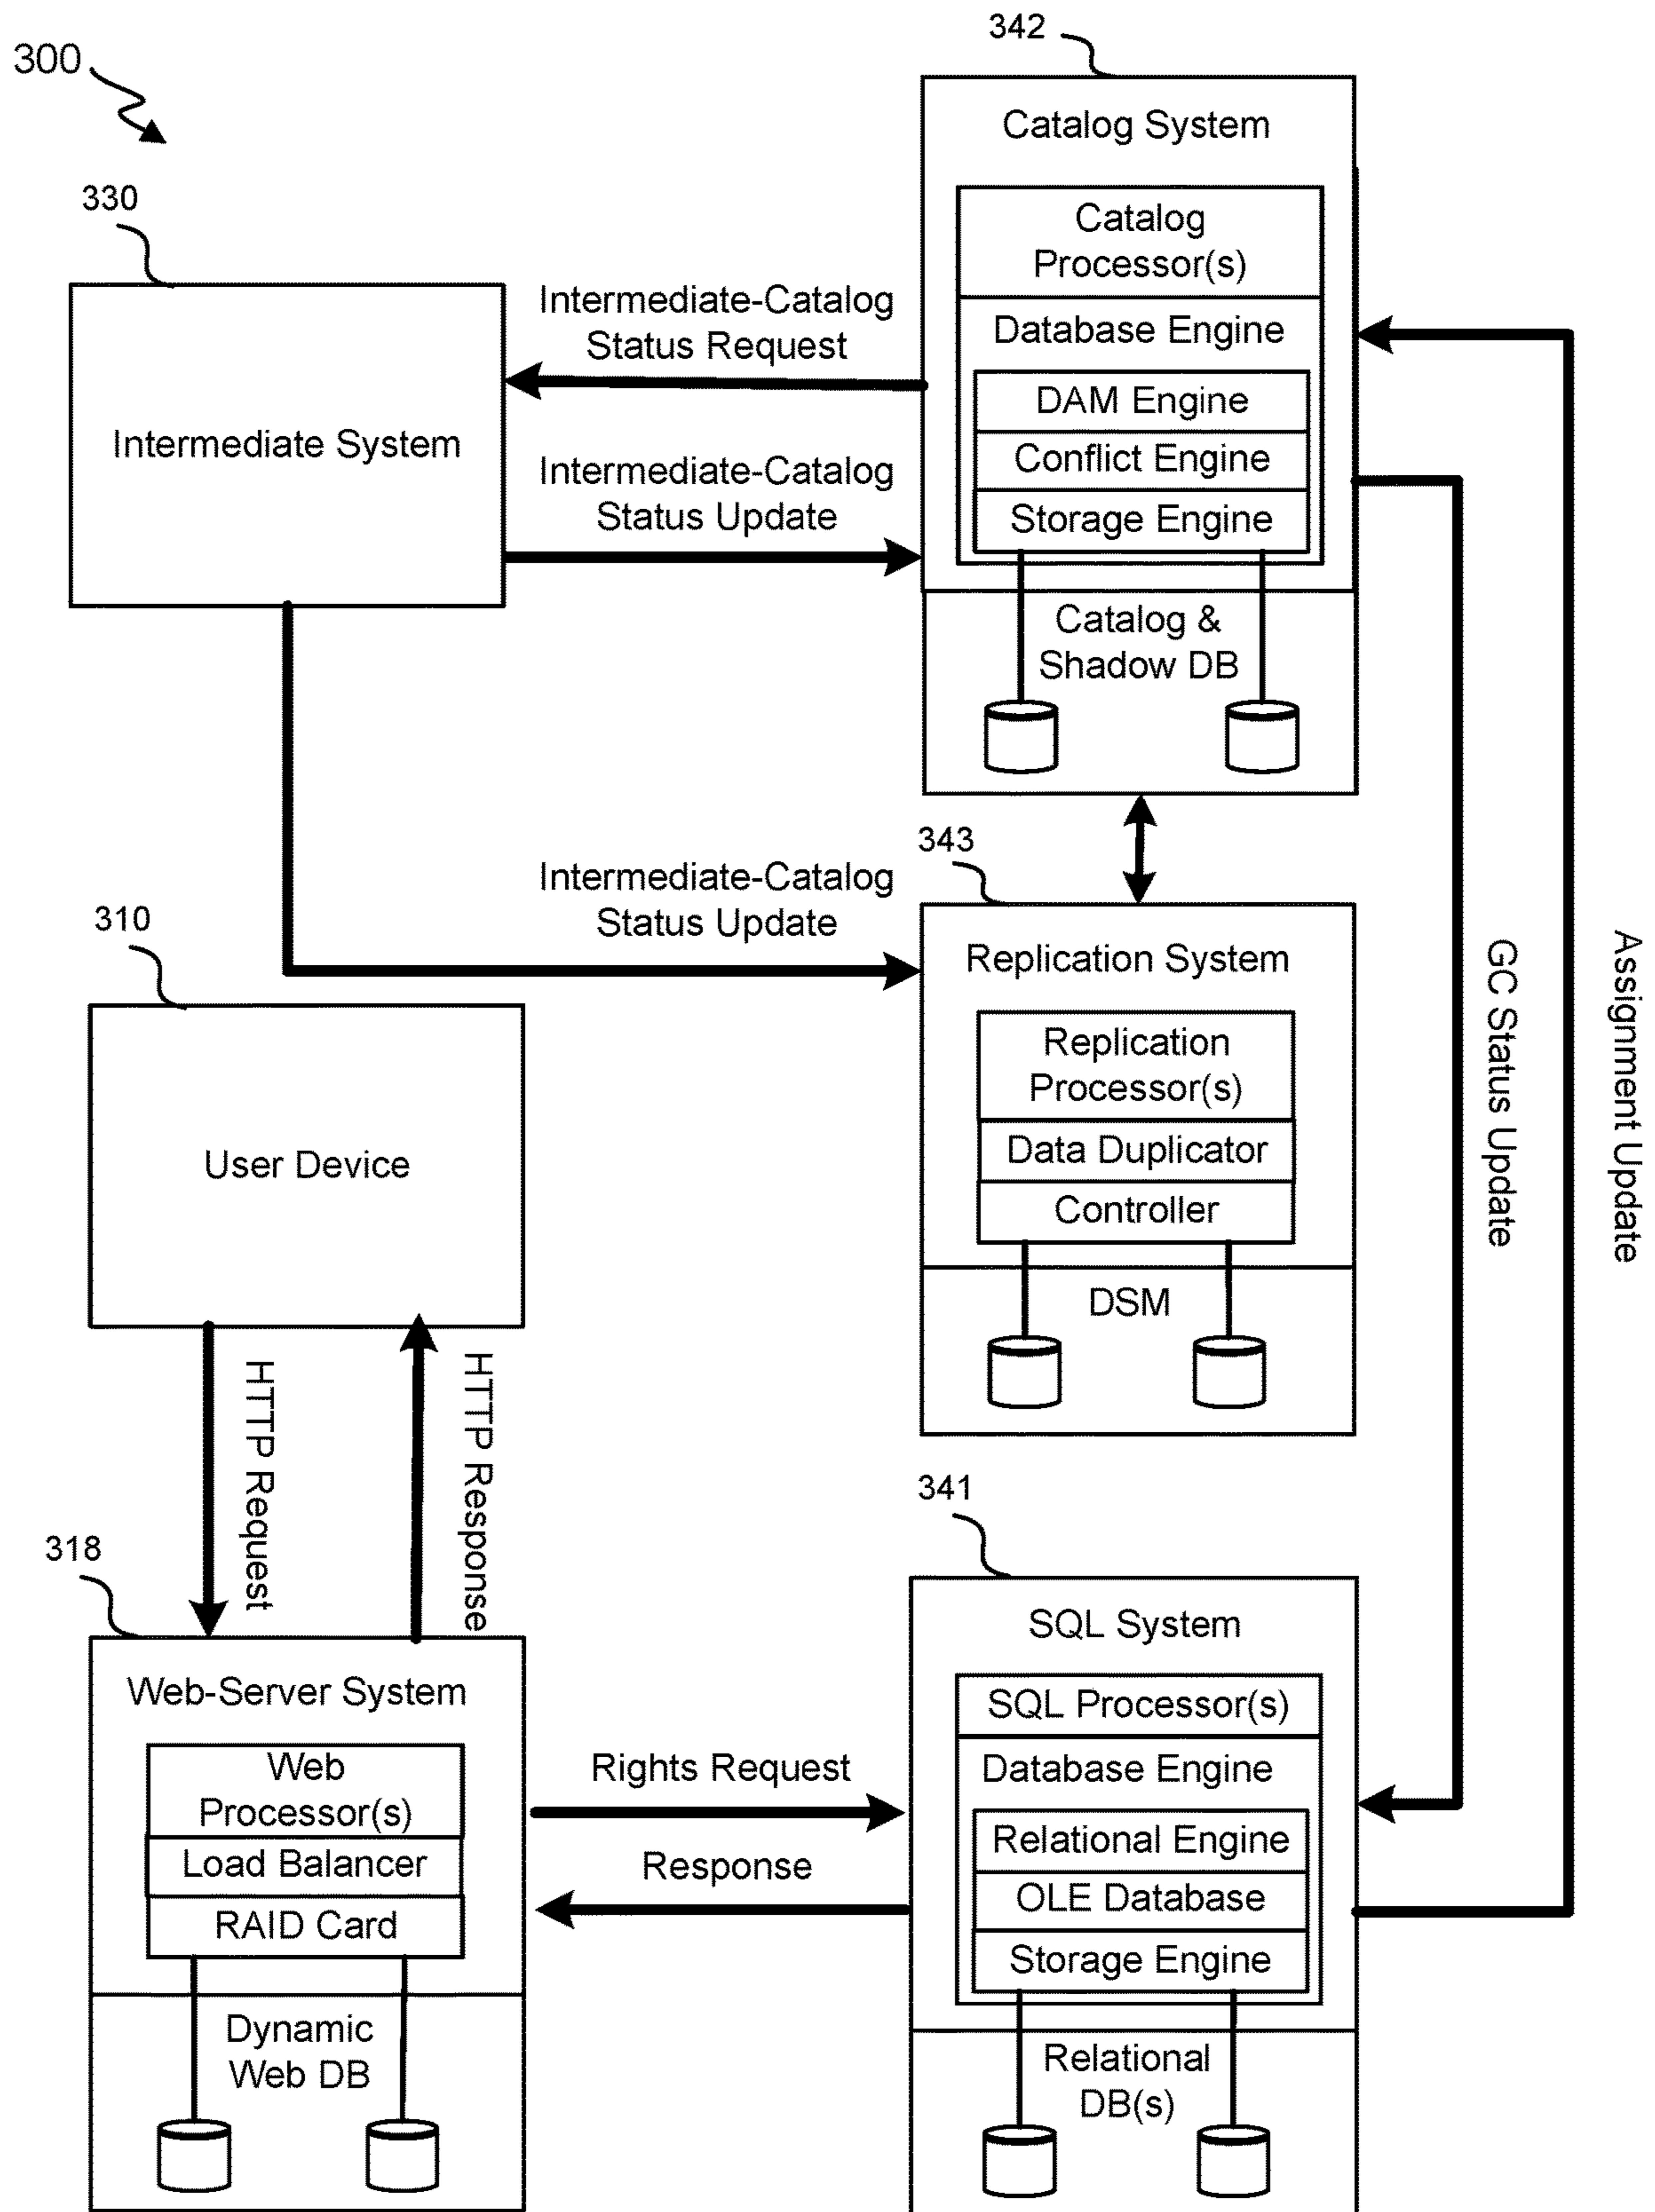 300
342
Catalog System
Catalog
Processor(s)
Database Engine
DAM Engine
Conflict Engine
Storage Engine
Catalog &
Shadow DB
330
Intermediate System
Intermediate-Catalog
Status Request
Intermediate-Catalog
Status Update
Intermediate-Catalog
Status Update
343
Replication System
Replication
Processor(s)
Data Duplicator
Controller
DSM
GC Status Update
Assignment Update
310
User Device
HTTP Request
HTTP Response
318
Web-Server System
Web
Processor(s)
Load Balancer
RAID Card
Dynamic
Web DB
Rights Request
Response
341
SQL System
SQL Processor(s)
Database Engine
Relational Engine
OLE Database
Storage Engine
Relational
DB(s)